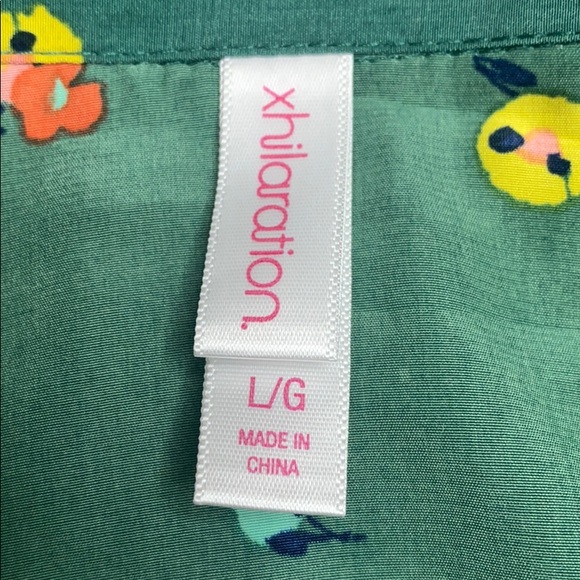 xhilaration.
L/G
MADE IN
CHINA